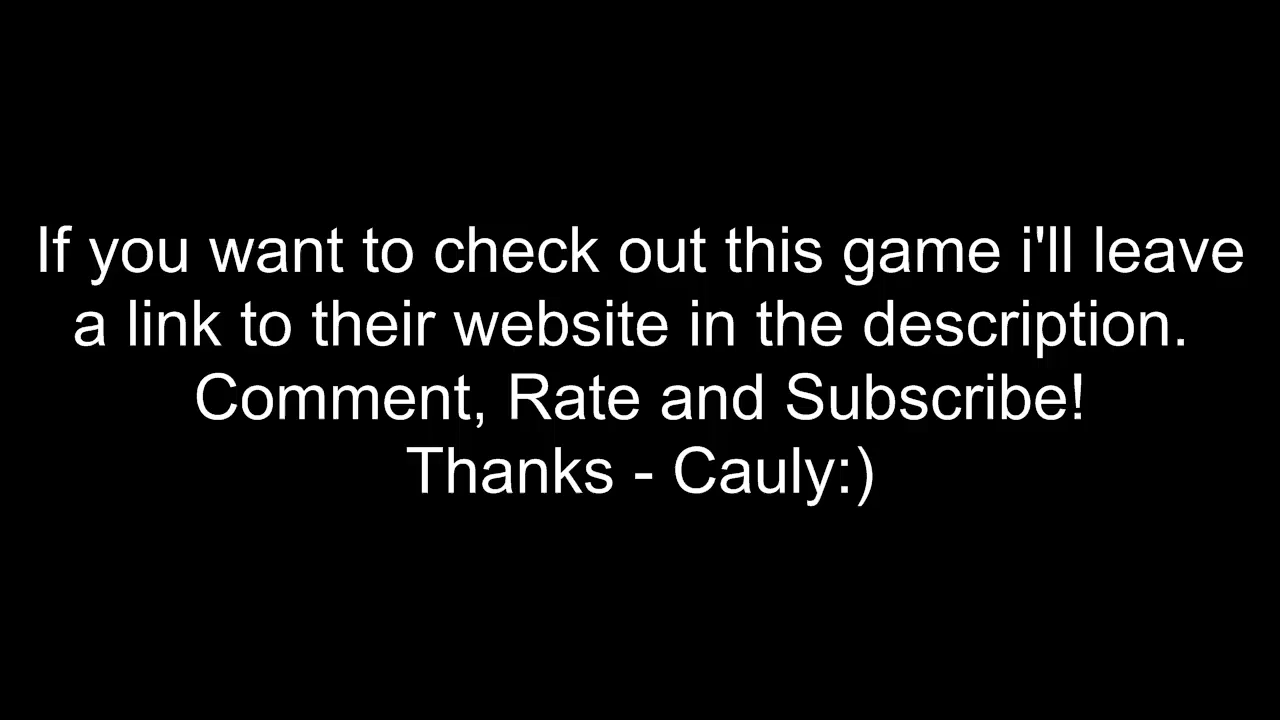 If you want to check out this game i'll leave
a link to their website in the description.
Comment, Rate and Subscribe!
Thanks - Cauly:)